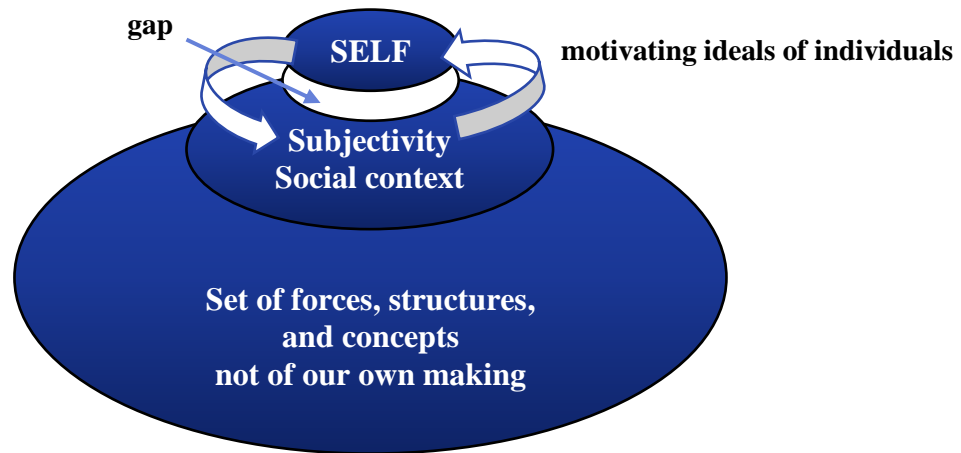 gap
SELF
motivating ideals of individuals
Subjectivity
Social context
Set of forces, structures,
and concepts
not of our own making